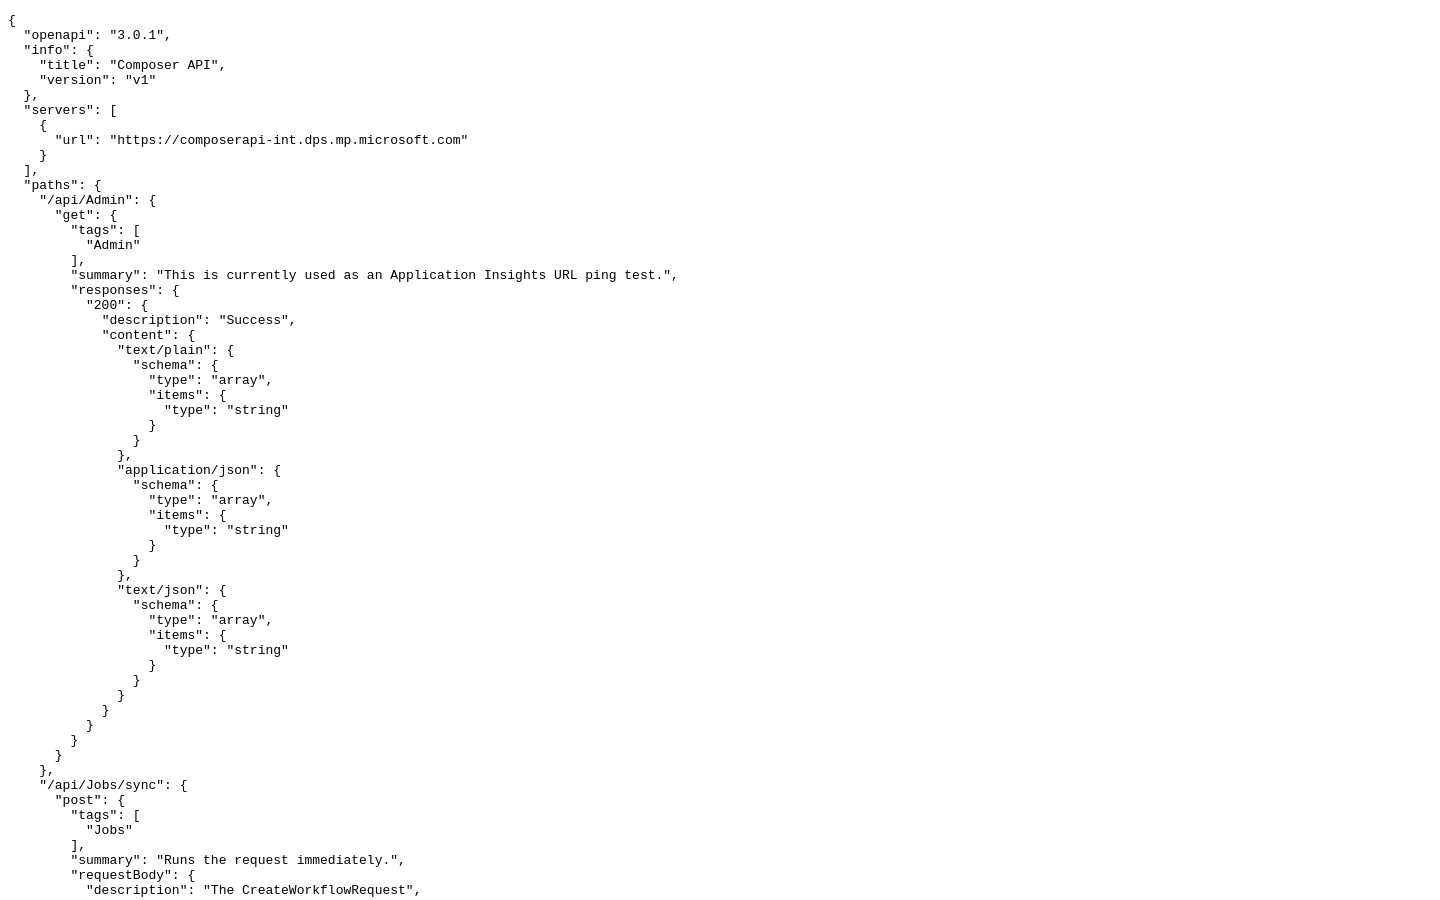 {
  "openapi": "3.0.1",
  "info": {
    "title": "Composer API",
    "version": "v1"
  },
  "servers": [
    {
      "url": "https://composerapi-int.dps.mp.microsoft.com"
    }
  ],
  "paths": {
    "/api/Admin": {
      "get": {
        "tags": [
          "Admin"
        ],
        "summary": "This is currently used as an Application Insights URL ping test.",
        "responses": {
          "200": {
            "description": "Success",
            "content": {
              "text/plain": {
                "schema": {
                  "type": "array",
                  "items": {
                    "type": "string"
                  }
                }
              },
              "application/json": {
                "schema": {
                  "type": "array",
                  "items": {
                    "type": "string"
                  }
                }
              },
              "text/json": {
                "schema": {
                  "type": "array",
                  "items": {
                    "type": "string"
                  }
                }
              }
            }
          }
        }
      }
    },
    "/api/Jobs/sync": {
      "post": {
        "tags": [
          "Jobs"
        ],
        "summary": "Runs the request immediately.",
        "requestBody": {
          "description": "The CreateWorkflowRequest",